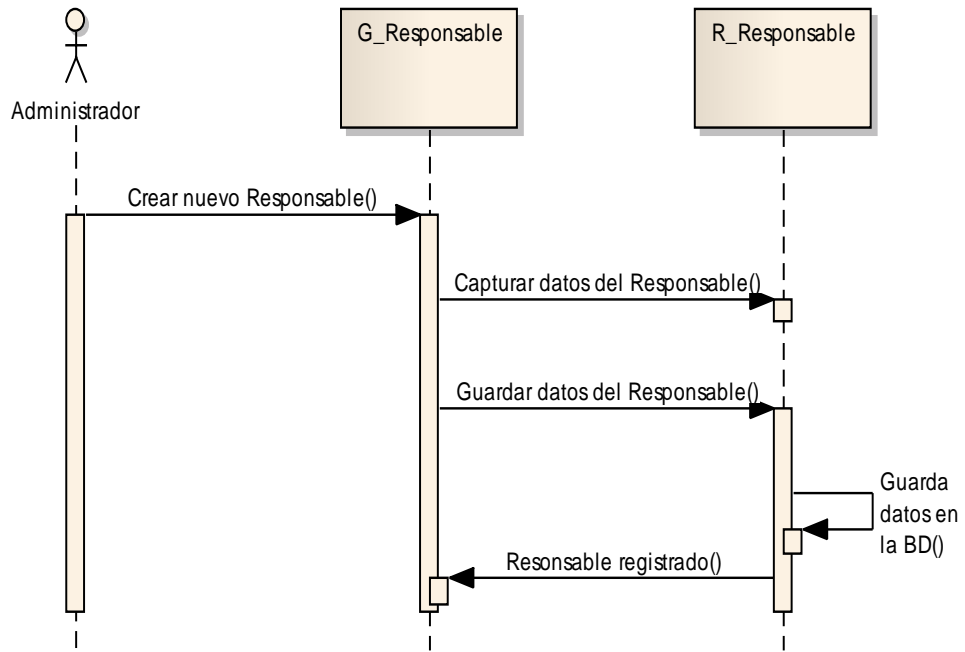 G_Responsable
R_Responsable
Administrador
Crear nuevo Responsable()
Capturar datos del Responsable()
Guardar datos del Responsable()
Guarda
datos en
la BD()
Resonsable registrado()